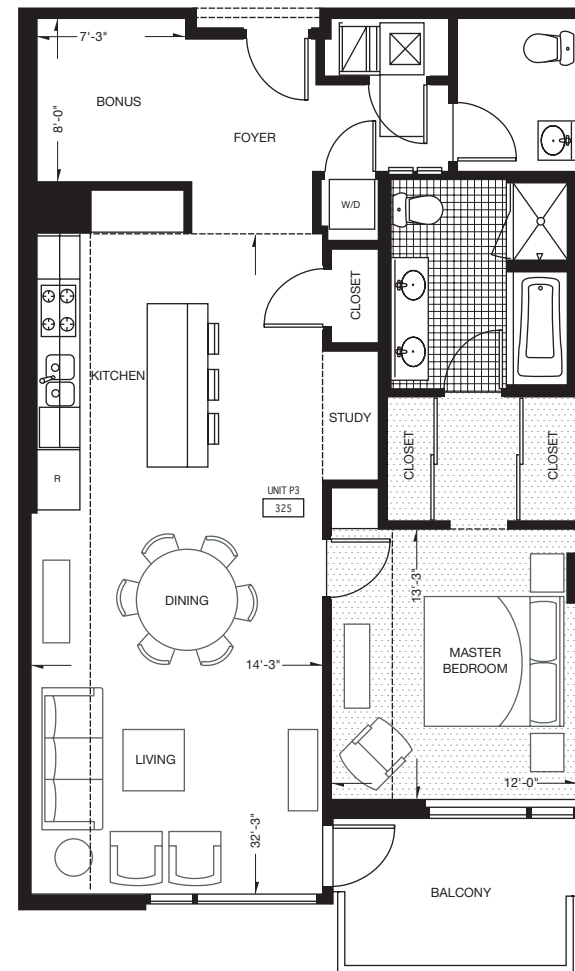 7'-3"
BONUS
8'-0"
FOYER
W/D
CLOSET
KITCHEN
STUDY
CLOSET
CLOSET
R
UNIT P3
325
13'-3"
DINING
MASTER
BEDROOM
14'-3"
LIVING
12'-0"
32'-3"
BALCONY